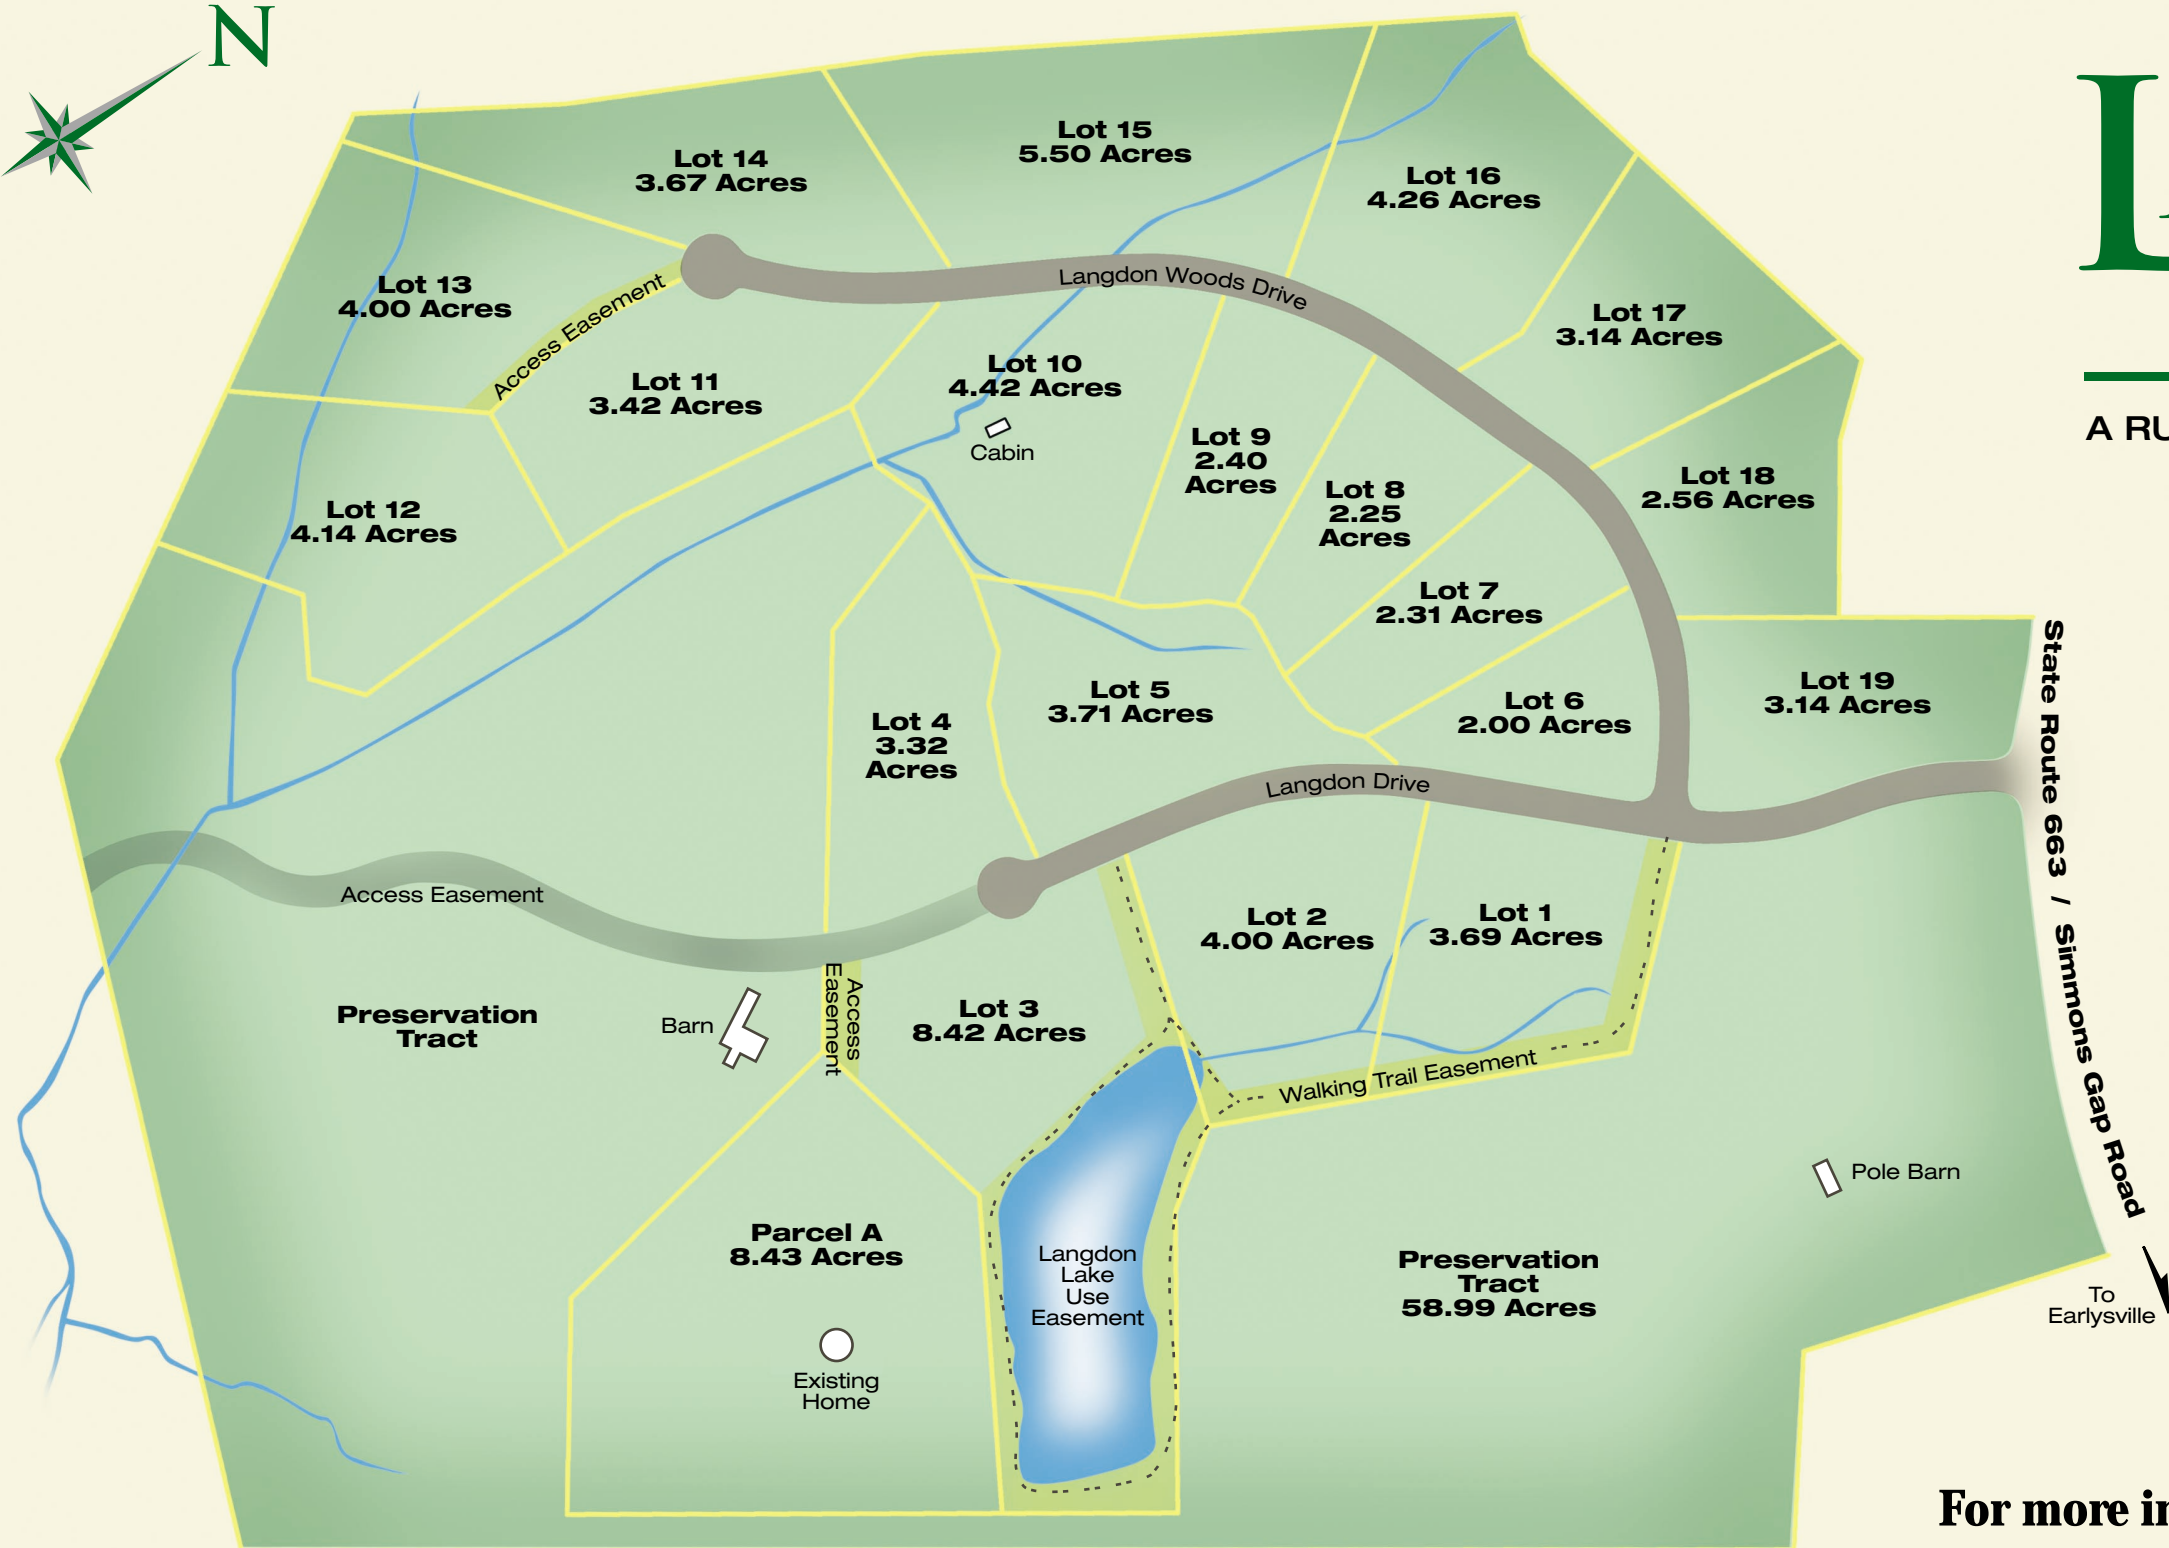 N
L
A RU
Lot 14
3.67 Acres
Lot 15
5.50 Acres
Lot 16
4.26 Acres
Lot 13
4.00 Acres
Access Easement
Langdon Woods Drive
Lot 17
3.14 Acres
Lot 11
3.42 Acres
Lot 10
4.42 Acres
Cabin
Lot 9
2.40
Acres
Lot 8
2.25
Acres
Lot 18
2.56 Acres
Lot 12
4.14 Acres
Lot 7
2.31 Acres
Lot 6
2.00 Acres
Lot 19
3.14 Acres
State Route 663 / Simmons Gap Road
Lot 5
3.71 Acres
Lot 4
3.32
Acres
Langdon Drive
Access Easement
Lot 2
4.00 Acres
Lot 1
3.69 Acres
Preservation
Tract
Barn
Access
Easement
Lot 3
8.42 Acres
Walking Trail Easement
Pole Barn
Parcel A
8.43 Acres
Langdon
Lake
Use
Easement
Preservation
Tract
58.99 Acres
To
Earlysville
Existing
Home
For more in